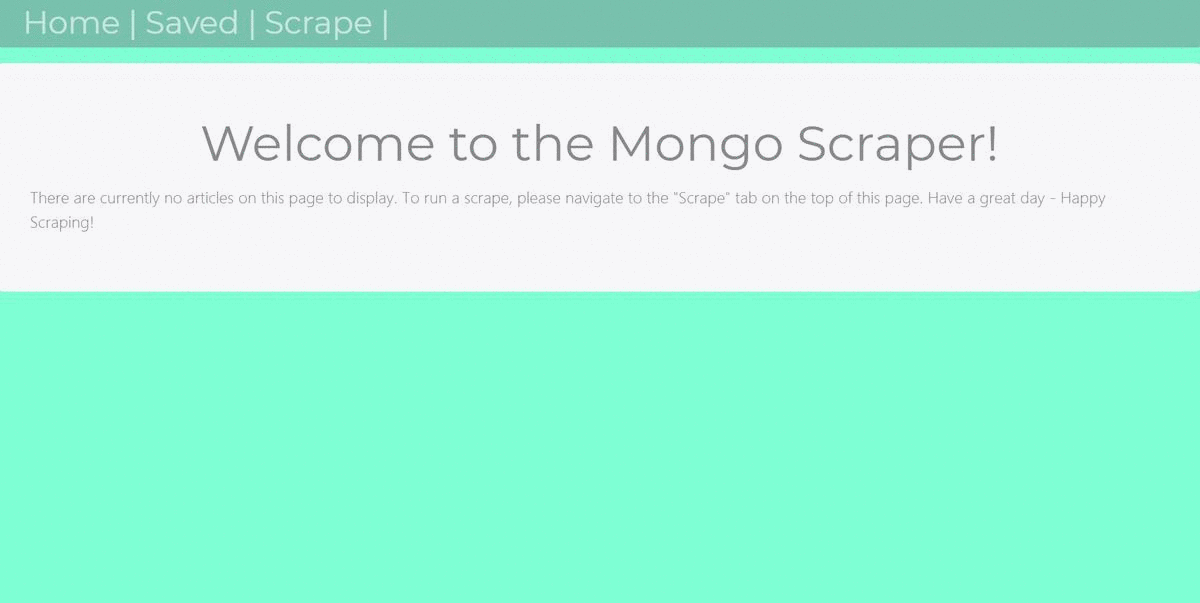 Home | Saved | Scrape |
Welcome to the Mongo Scraper!
There are currently no articles on this page to display. To run a scrape, please navigate to the "Scrape" tab on the top of this page. Have a great day - Happy
Scraping!